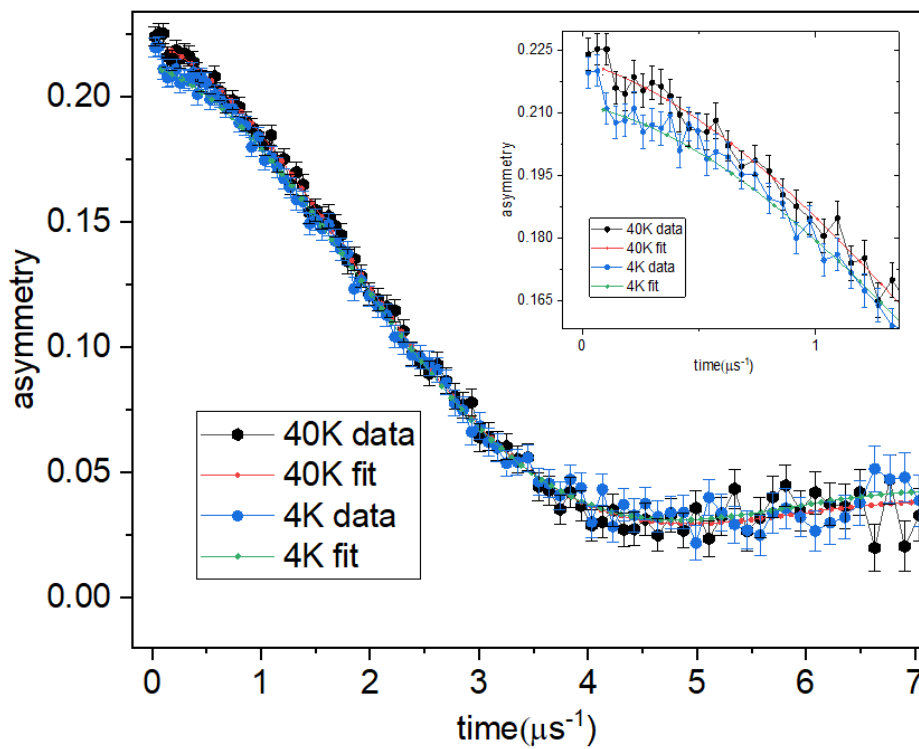 asymmetry
0.20
0.15
0.10
0.05
0.00
0 1 2 3 4 5 6 7
time(μs⁻¹)
40K data
40K fit
4K data
4K fit
asymmetry
0.225
0.210
0.195
0.180
0.165
0 1
time(μs⁻¹)
40K data
40K fit
4K data
4K fit